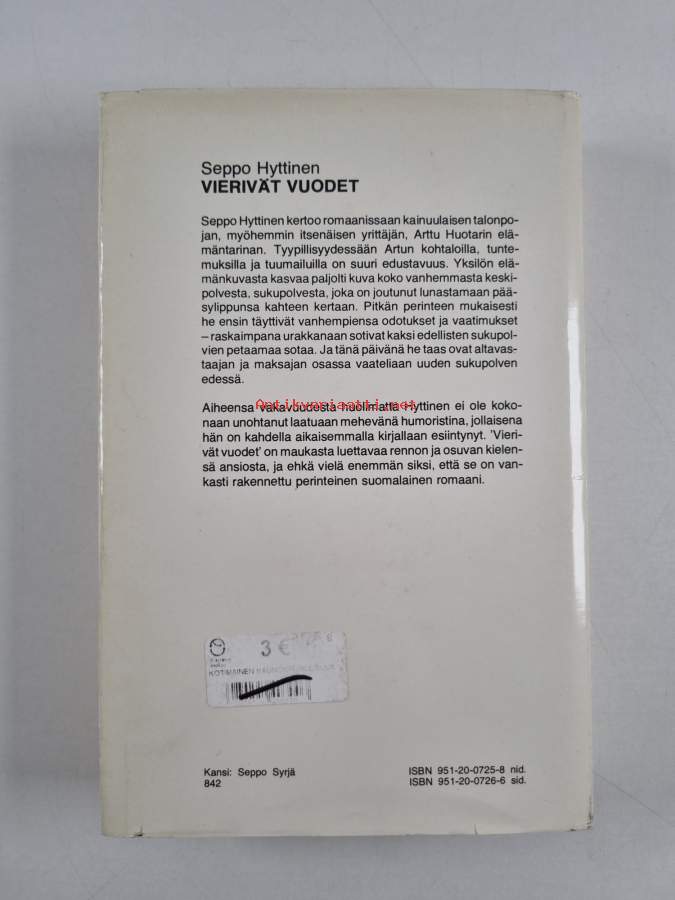 Seppo Hyttinen
VIERIVÄT VUODET
Seppo Hyttinen kertoo romaanissaan kainuulaisen talonpo-
jan, myöhemmin itsenäisen yrittäjän, Arttu Huotarin elä-
mäntarinan. Tyypillisyydessään Artun kohtaloilla, tunte-
muksilla ja tuumailuilla on suuri edustavuus. Yksilön elä-
mänkuvasta kasvaa paljolti kuva koko vanhemmasta keski-
polvesta, sukupolvesta, joka on joutunut lunastamaan pää-
sylippunsa kahteen kertaan. Pitkän perinteen mukaisesti
he ensin täyttivät vanhempiensa odotukset ja vaatimukset
– raskaimpana urakkanaan sotivat kaksi edellisten sukupol-
vien petaamaa sotaa. Ja tänä päivänä he taas ovat altavas-
taajan ja maksajan osassa vaateliaan uuden sukupolven
edessä.
Antikvariaatti.net
Aiheensa vakavuudesta huolimatta Hyttinen ei ole koko-
naan unohtanut laatuaan mehevänä humoristina, jollaisena
hän on kahdella aikaisemmalla kirjallaan esiintynyt. 'Vieri-
vät vuodet' on maukasta luettavaa rennon ja osuvan kielen-
sä ansiosta, ja ehkä vielä enemmän siksi, että se on van-
kasti rakennettu perinteinen suomalainen romaani.
3 €
KOTIMAINEN
Kansi: Seppo Syrjä
842
ISBN 951-20-0725-8 nid.
ISBN 951-20-0726-6 sid.